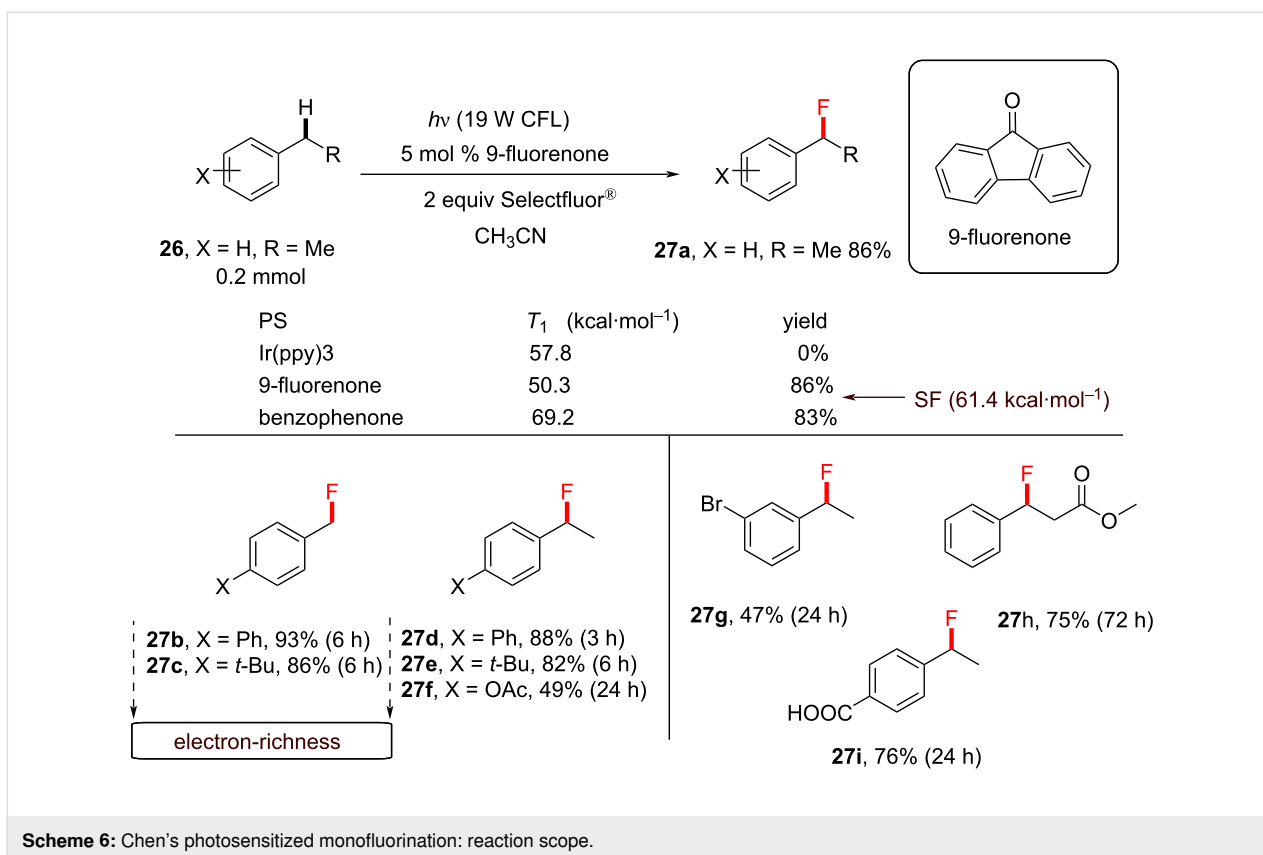 H
R
X
26, X = H, R = Me
0.2 mmol
hν (19 W CFL)
5 mol % 9-fluorenone
2 equiv Selectfluor®
CH₃CN
F
R
X
27a, X = H, R = Me 86%
O
9-fluorenone
PS T₁ (kcal·mol⁻¹) yield
Ir(ppy)3 57.8 0%
9-fluorenone 50.3 86%
benzophenone 69.2 83%
SF (61.4 kcal·mol⁻¹)
F
X
27b, X = Ph, 93% (6 h)
27c, X = t-Bu, 86% (6 h)
F
X
27d, X = Ph, 88% (3 h)
27e, X = t-Bu, 82% (6 h)
27f, X = OAc, 49% (24 h)
electron-richness
F
Br
27g, 47% (24 h)
F
O
O
27h, 75% (72 h)
F
HOOC
27i, 76% (24 h)
Scheme 6: Chen's photosensitized monofluorination: reaction scope.